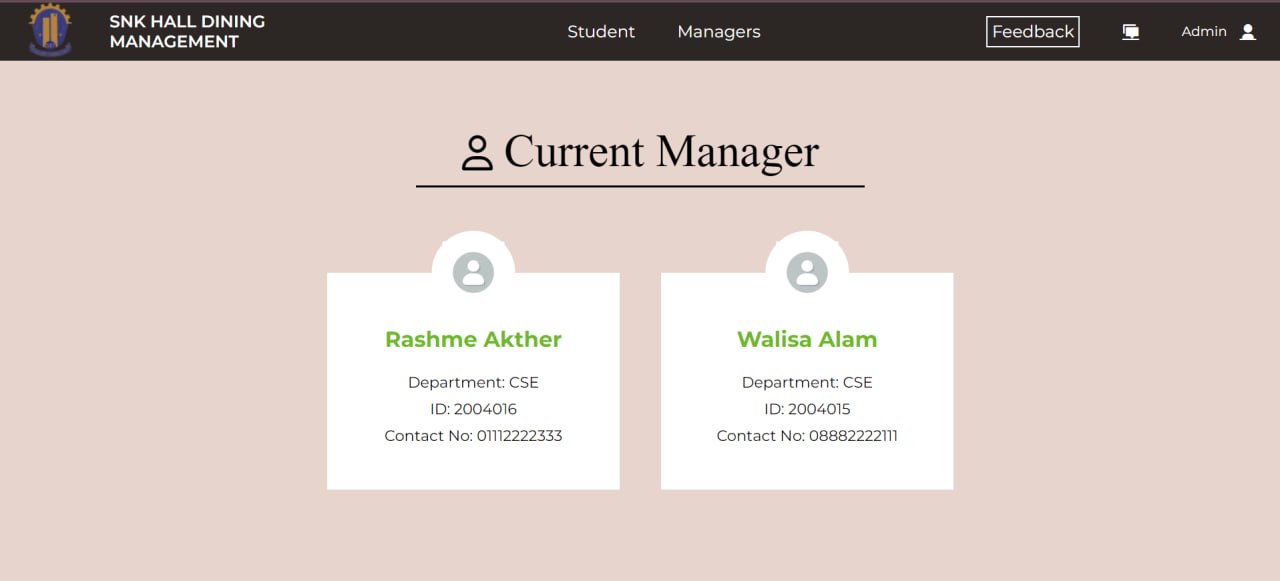 SNK HALL DINING
MANAGEMENT
Student
Managers
Feedback
Admin
Current Manager
Rashme Akther
Department: CSE
ID: 2004016
Contact No: 01112222333
Walisa Alam
Department: CSE
ID: 2004015
Contact No: 08882222111